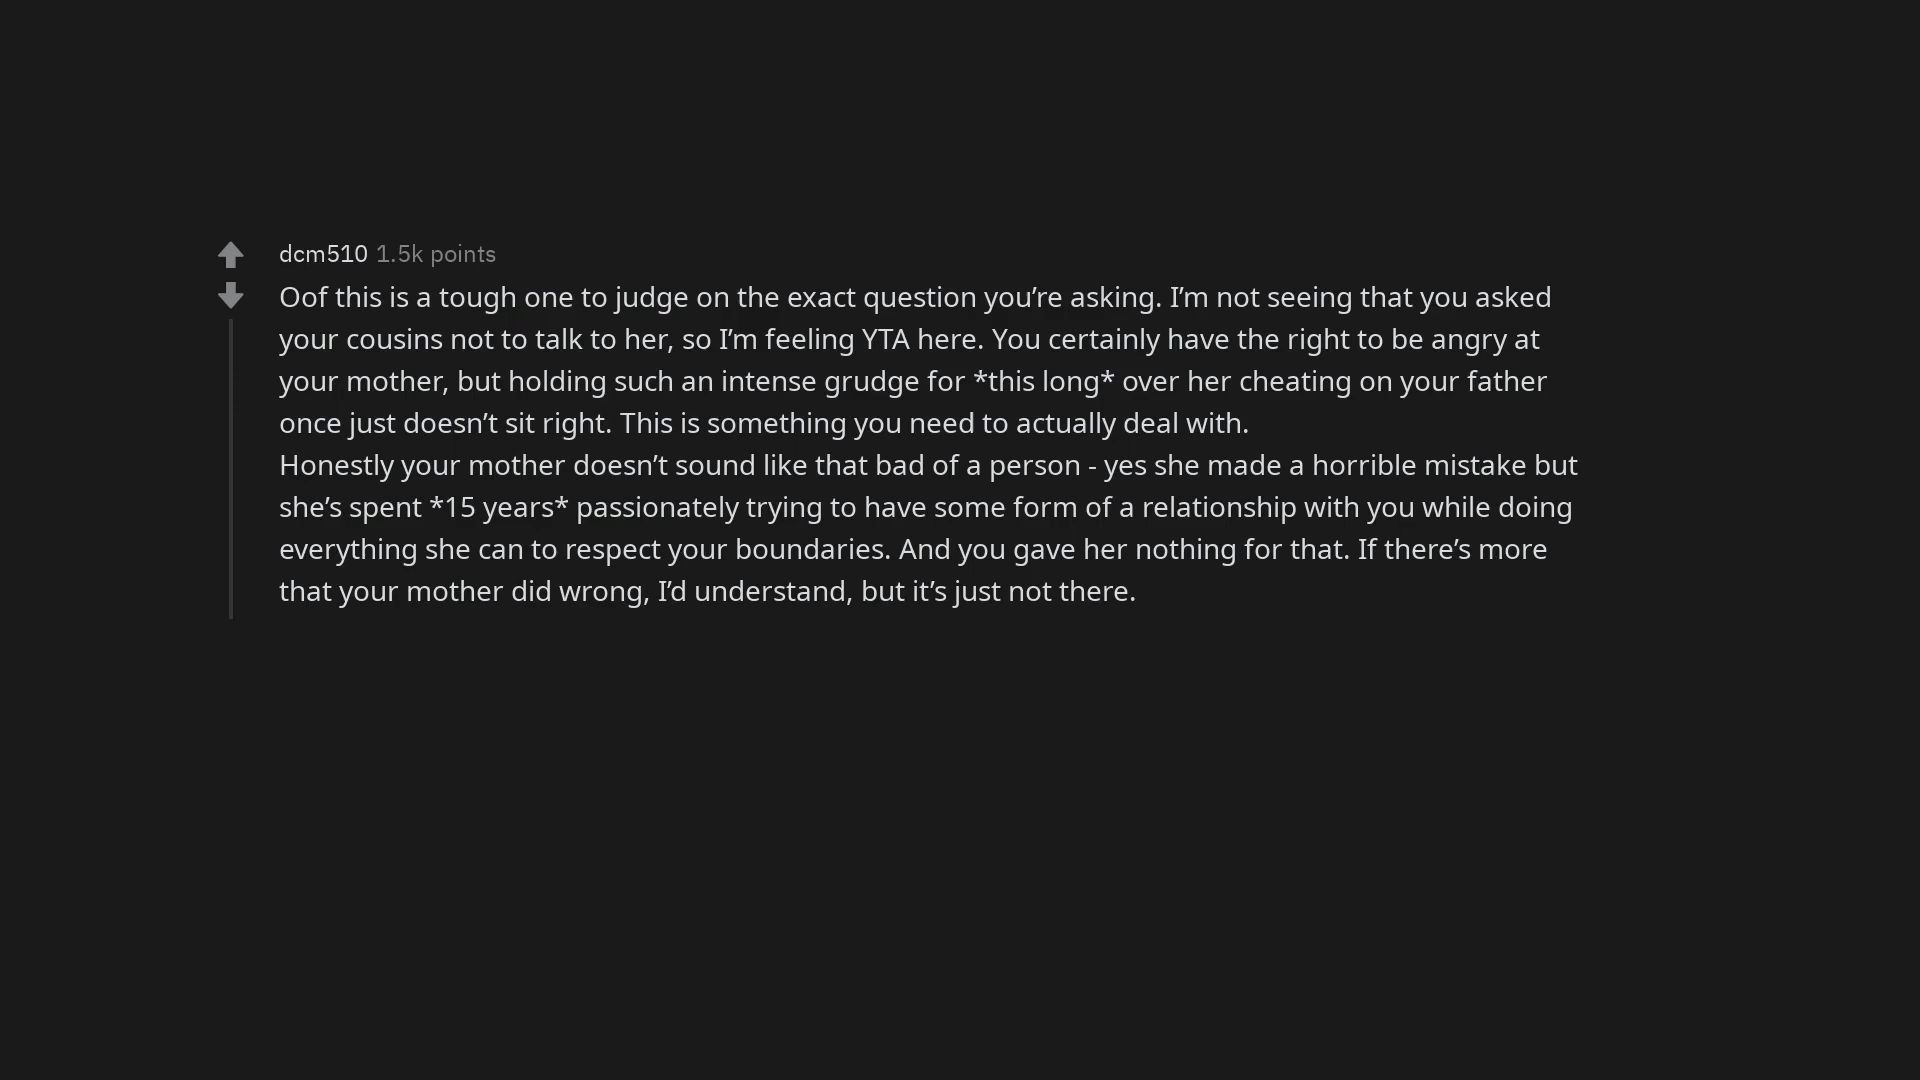 dcm510 1.5k points
Oof this is a tough one to judge on the exact question you’re asking. I’m not seeing that you asked
your cousins not to talk to her, so I’m feeling YTA here. You certainly have the right to be angry at
your mother, but holding such an intense grudge for *this long* over her cheating on your father
once just doesn’t sit right. This is something you need to actually deal with.
Honestly your mother doesn’t sound like that bad of a person - yes she made a horrible mistake but
she’s spent *15 years* passionately trying to have some form of a relationship with you while doing
everything she can to respect your boundaries. And you gave her nothing for that. If there’s more
that your mother did wrong, I’d understand, but it’s just not there.